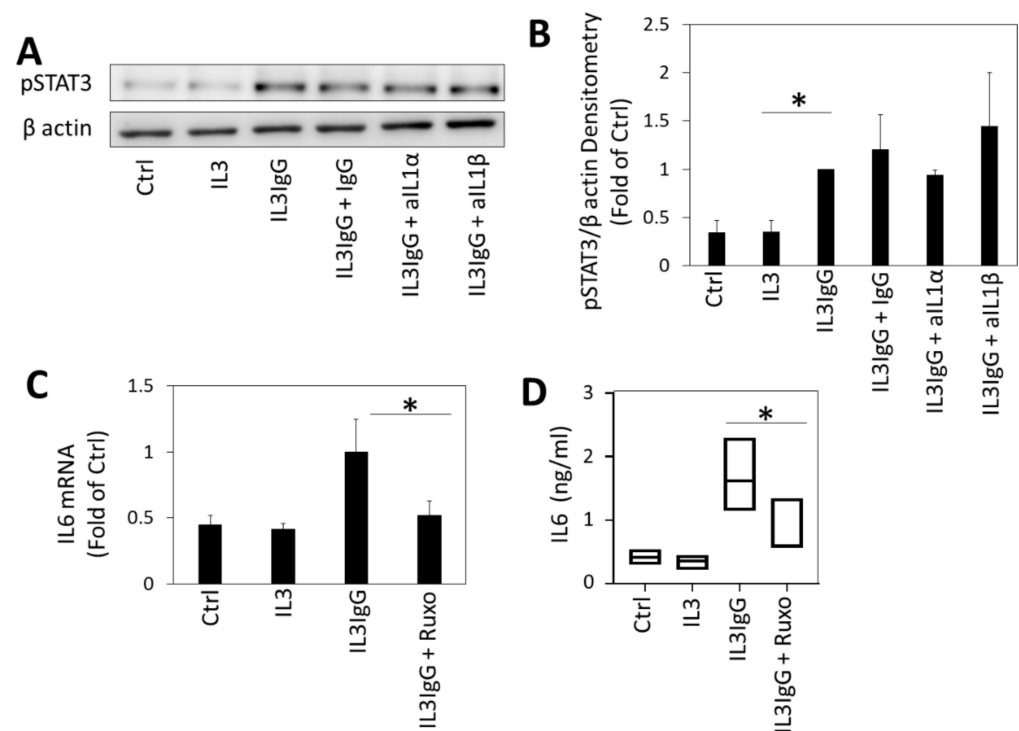 A
pSTAT3
β actin
Ctrl
IL3
IL3IgG
IL3IgG + IgG
IL3IgG + aIL1α
IL3IgG + aIL1β
B
pSTAT3/β actin Densitometry
(Fold of Ctrl)
2.5
2
1.5
1
0.5
0
*
Ctrl
IL3
IL3IgG
IL3IgG + IgG
IL3IgG + aIL1α
IL3IgG + aIL1β
C
IL6 mRNA
(Fold of Ctrl)
1.5
1
0.5
0
*
Ctrl
IL3
IL3IgG
IL3IgG + Ruxo
D
IL6 (ng/ml)
3
2
1
0
*
Ctrl
IL3
IL3IgG
IL3IgG + Ruxo